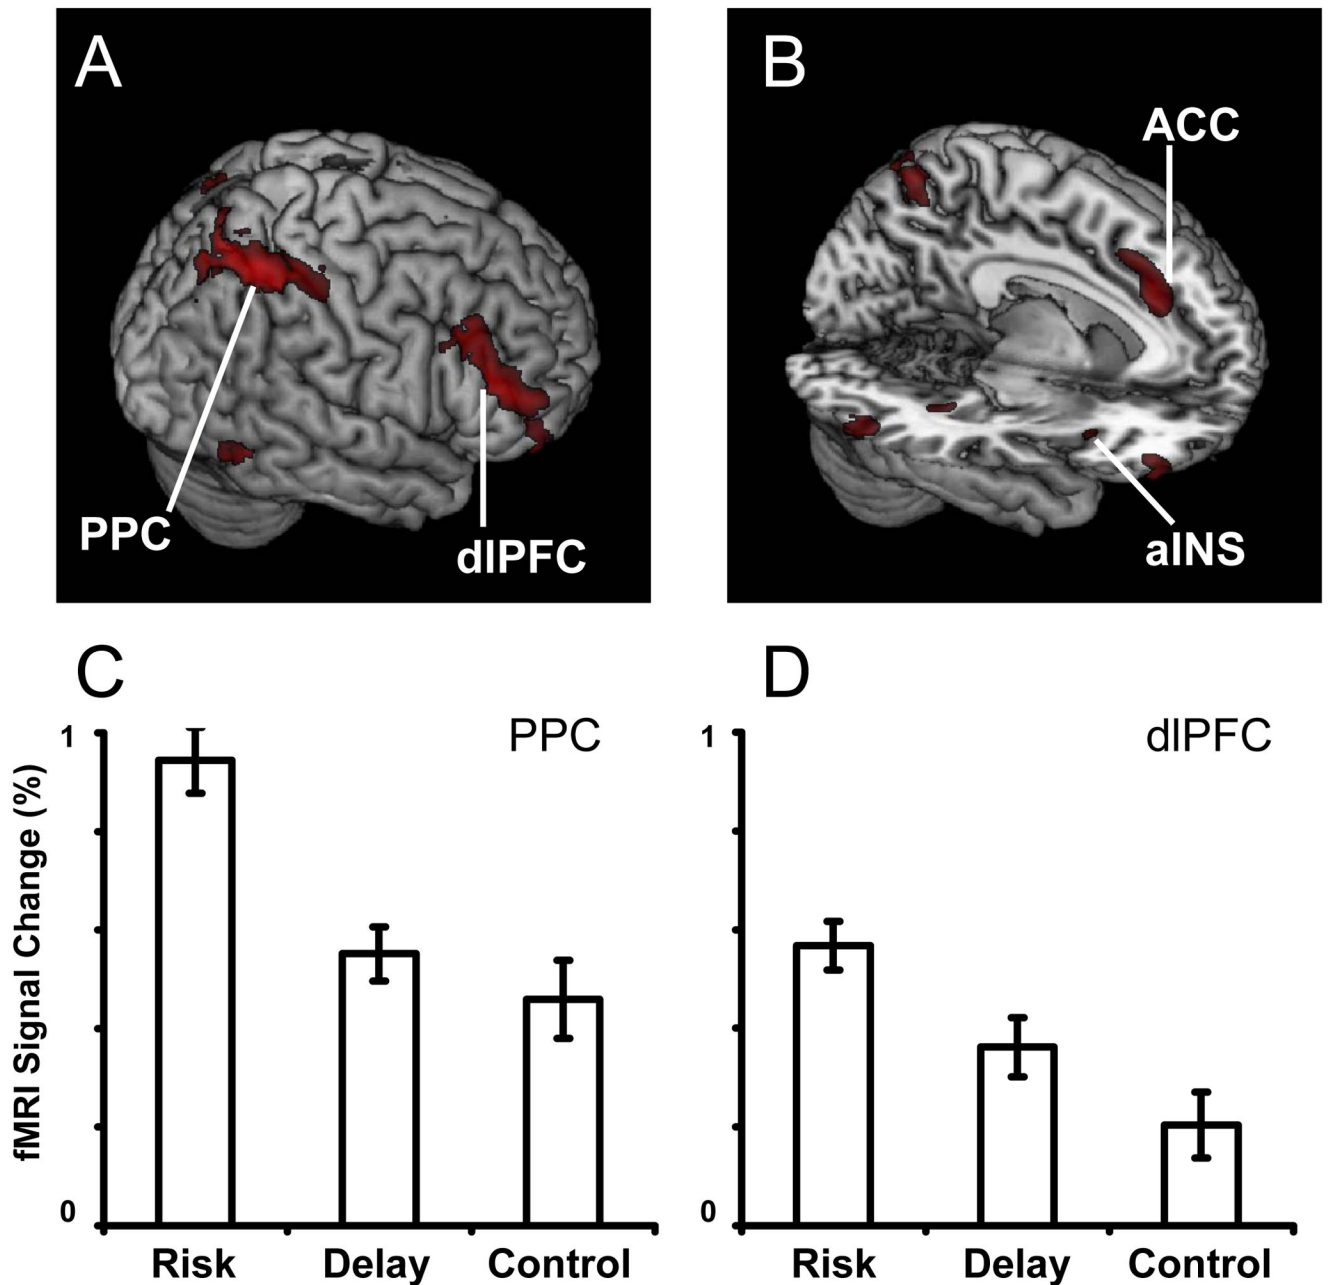 A
PPC
dlPFC
B
ACC
aINS
C
PPC
fMRI Signal Change (%)
1
0
Risk Delay Control
D
dlPFC
1
0
Risk Delay Control